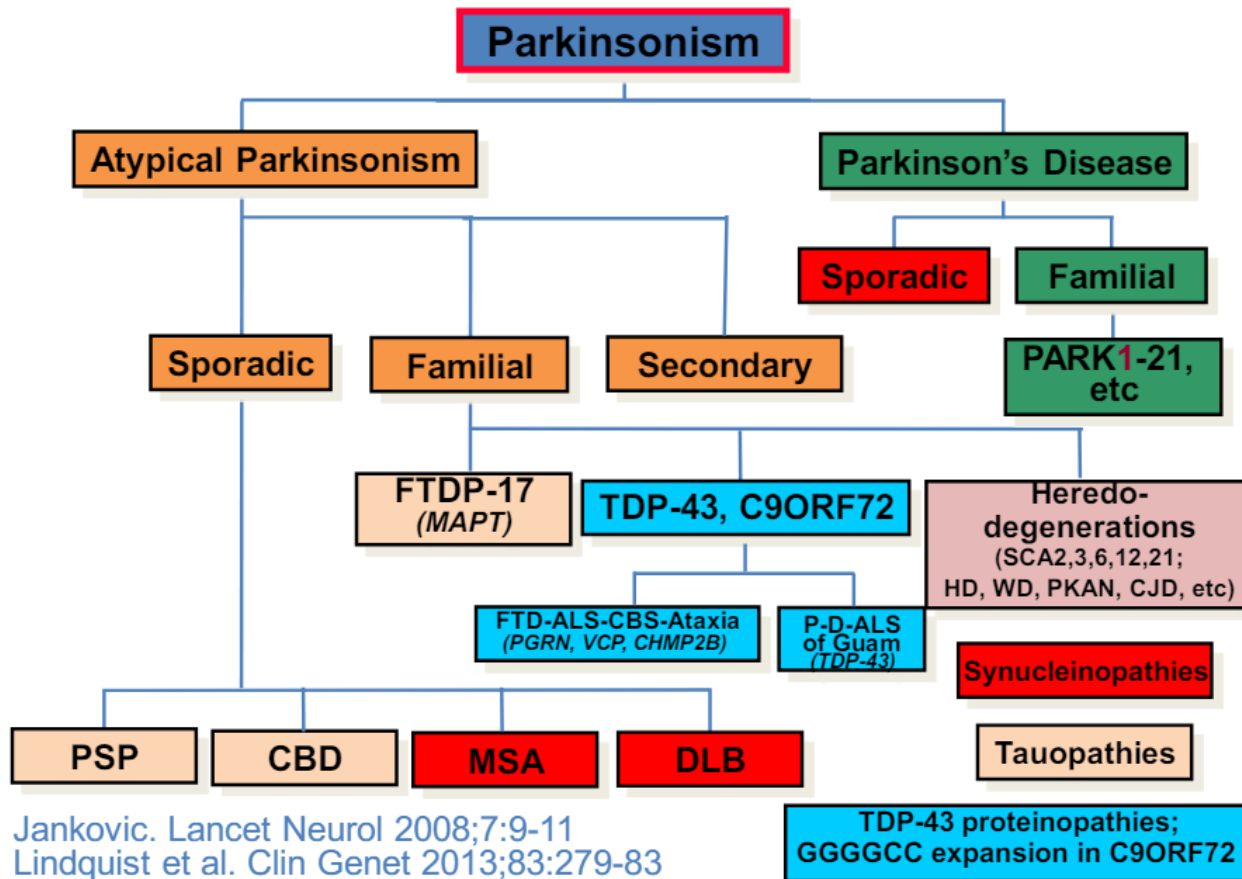 Parkinsonism
Atypical Parkinsonism
Parkinson's Disease
Sporadic
Familial
Sporadic
Familial
Secondary
PARK1-21,
etc
FTDP-17
(MAPT)
TDP-43, C9ORF72
Heredo-
degenerations
(SCA2,3,6,12,21;
HD, WD, PKAN, CJD, etc)
FTD-ALS-CBS-Ataxia
(PGRN, VCP, CHMP2B)
P-D-ALS
of Guam
(TDP-43)
Synucleinopathies
PSP
CBD
MSA
DLB
Tauopathies
Jankovic. Lancet Neurol 2008;7:9-11
Lindquist et al. Clin Genet 2013;83:279-83
TDP-43 proteinopathies;
GGGGCC expansion in C9ORF72